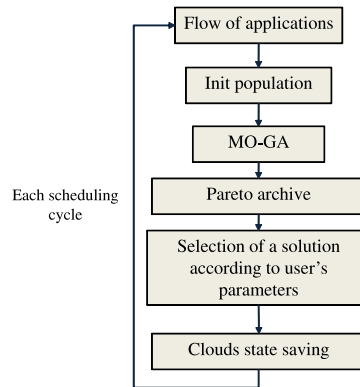 Flow of applications
Init population
MO-GA
Each scheduling
cycle
Pareto archive
Selection of a solution
according to user's
parameters
Clouds state saving